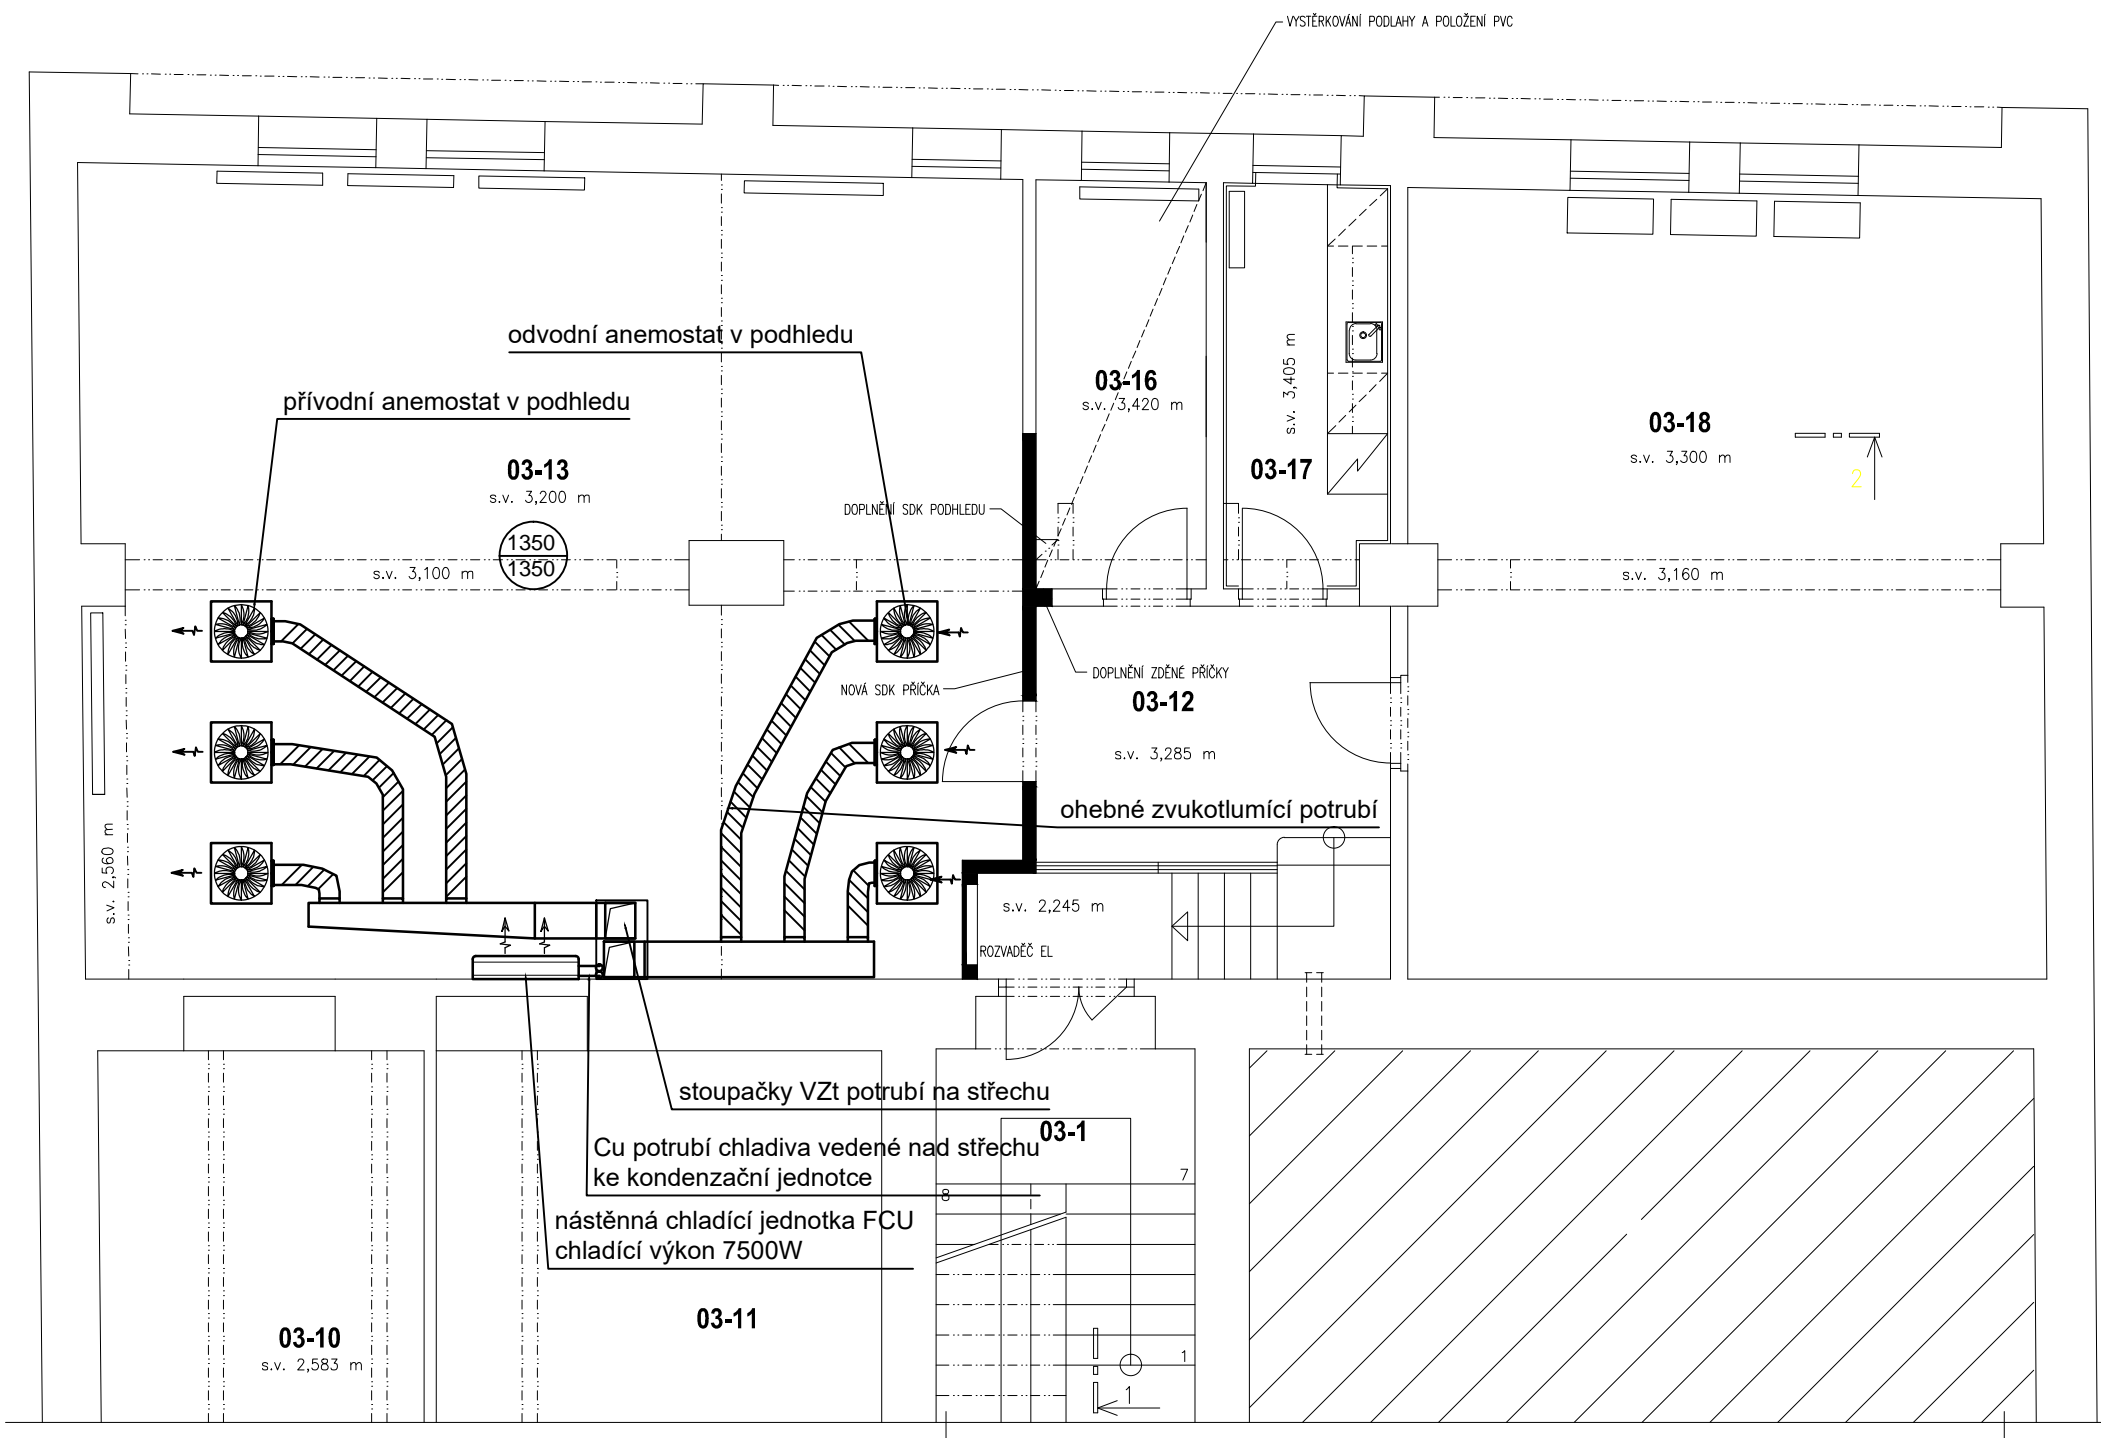 VYSTĚRKOVÁNÍ PODLAHY A POLOŽENÍ PVC
odvodní anemostat v podhledu
přívodní anemostat v podhledu
03-13
s.v. 3,200 m
1350
1350
s.v. 3,100 m
s.v. 2,560 m
DOPLNĚNÍ SDK PODHLEDU
03-16
s.v. 3,420 m
s.v. 3,405 m
03-17
03-18
s.v. 3,300 m
2
s.v. 3,160 m
NOVÁ SDK PŘÍČKA
DOPLNĚNÍ ZDĚNÉ PŘÍČKY
03-12
s.v. 3,285 m
ohebné zvukotlumící potrubí
s.v. 2,245 m
ROZVADĚČ EL
stoupačky VZt potrubí na střechu
03-1
Cu potrubí chladiva vedené nad střechu
ke kondenzační jednotce
7
8
nástěnná chladící jednotka FCU
chladící výkon 7500W
03-11
03-10
s.v. 2,583 m
1
1